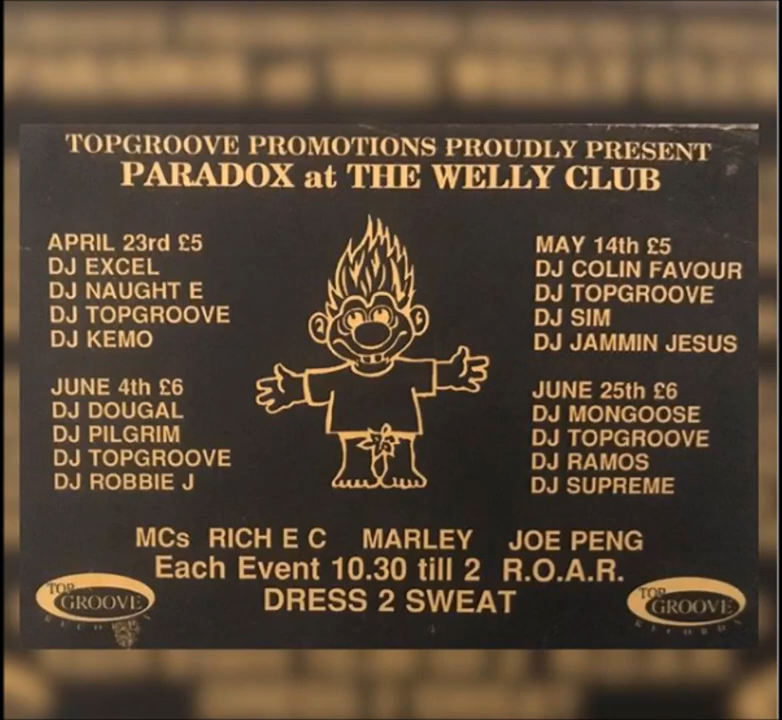 TOPGROOVE PROMOTIONS PROUDLY PRESENT
PARADOX at THE WELLY CLUB
APRIL 23rd £5
DJ EXCEL
DJ NAUGHT E
DJ TOPGROOVE
DJ KEMO
MAY 14th £5
DJ COLIN FAVOUR
DJ TOPGROOVE
DJ SIM
DJ JAMMIN JESUS
JUNE 4th £6
DJ DOUGAL
DJ PILGRIM
DJ TOPGROOVE
DJ ROBBIE J
JUNE 25th £6
DJ MONGOOSE
DJ TOPGROOVE
DJ RAMOS
DJ SUPREME
MCs RICH E C MARLEY JOE PENG
Each Event 10.30 till 2 R.O.A.R.
DRESS 2 SWEAT
TOP
GROOVE
RECORDS
TOP
GROOVE
RECORDS